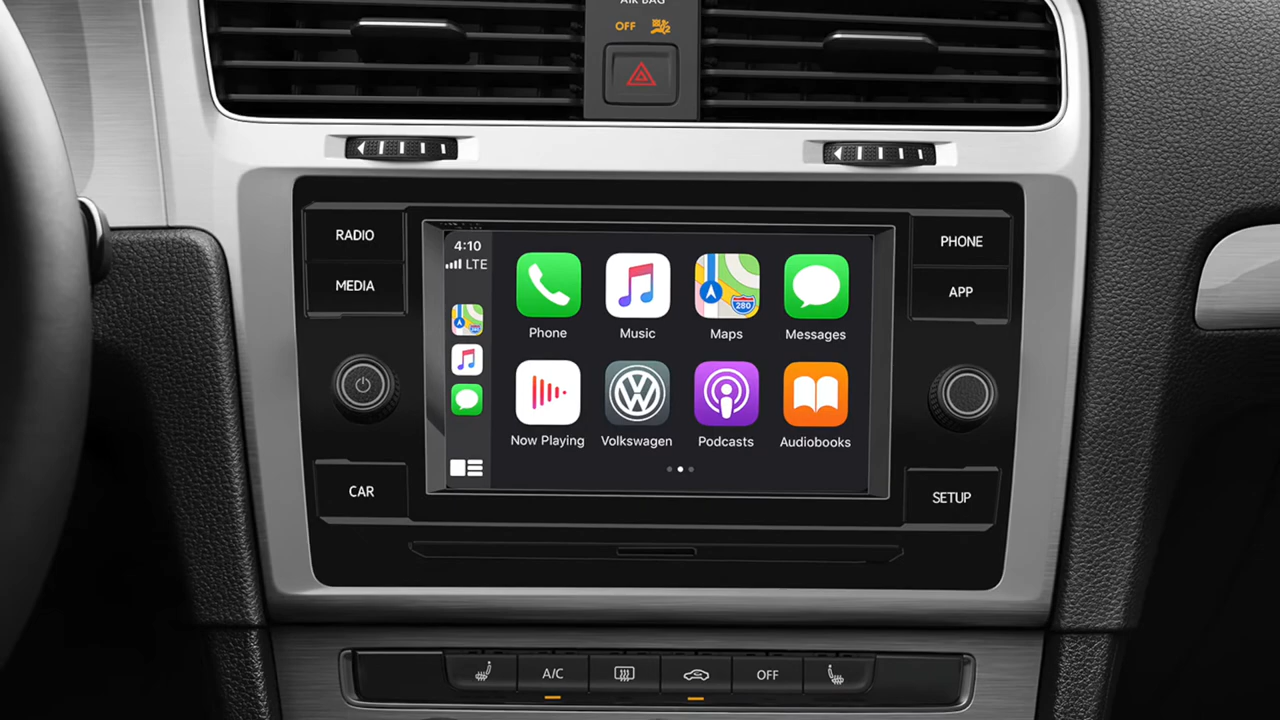 AIR BAG
OFF
RADIO
MEDIA
PHONE
APP
4:10
LTE
280
Phone
Music
Maps
Messages
Now Playing
Volkswagen
Podcasts
Audiobooks
CAR
SETUP
A/C
OFF